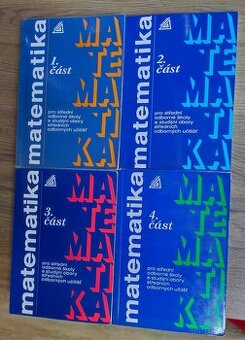 matematika
MA
TE
MA
TI
KA
1.
část
pro střední
odborné školy
a studijní obory
středních
odborných učilišť
matematika
MA
TE
MA
TI
KA
2.
část
pro střední
odborné školy
a studijní obory
středních
odborných učilišť
matematika
MA
TE
MA
TI
KA
3.
část
pro střední
odborné školy
a studijní obory
středních
odborných učilišť
matematika
MA
TE
MA
TI
KA
4.
část
pro střední
odborné školy
a studijní obory
středních
odborných učilišť